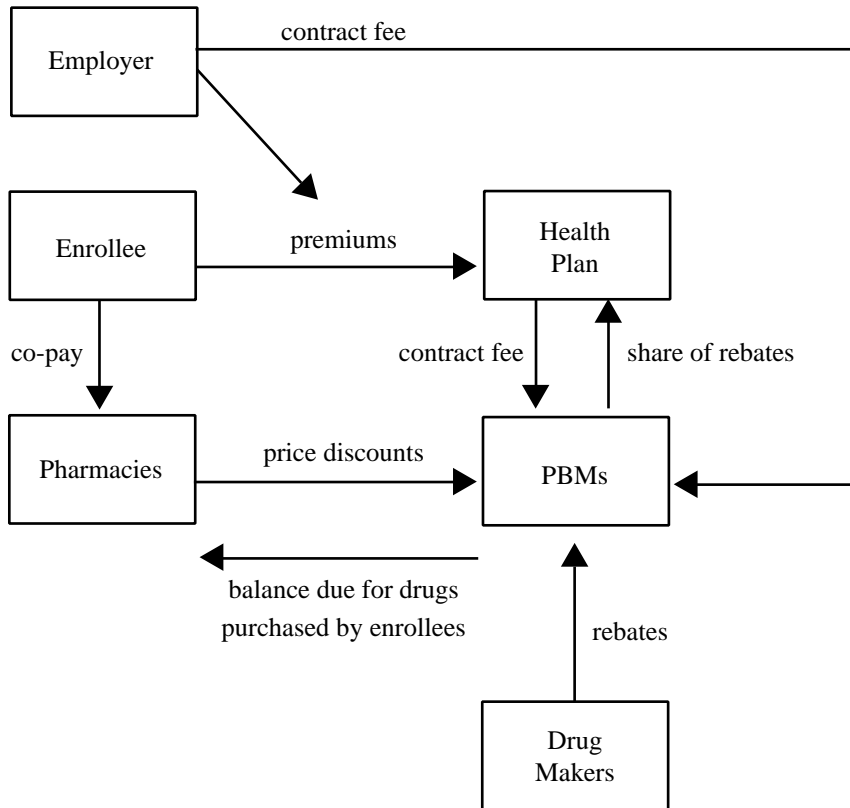 contract fee
Employer
Enrollee
premiums
Health
Plan
co-pay
contract fee
share of rebates
Pharmacies
price discounts
PBMs
balance due for drugs
purchased by enrollees
rebates
Drug
Makers